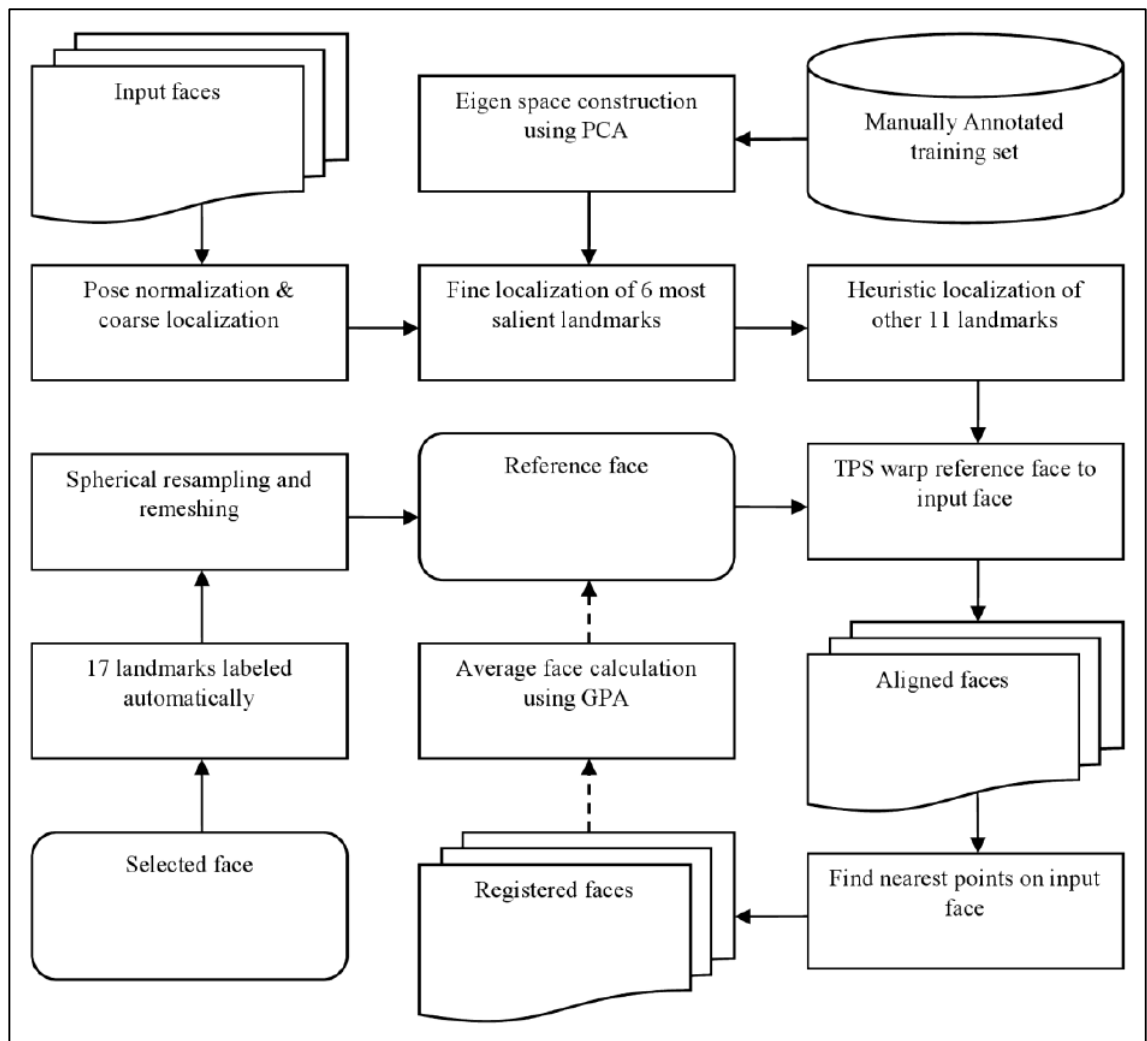 Input faces
Eigen space construction
using PCA
Manually Annotated
training set
Pose normalization &
coarse localization
Fine localization of 6 most
salient landmarks
Heuristic localization of
other 11 landmarks
Spherical resampling and
remeshing
Reference face
TPS warp reference face to
input face
17 landmarks labeled
automatically
Average face calculation
using GPA
Aligned faces
Selected face
Registered faces
Find nearest points on input
face